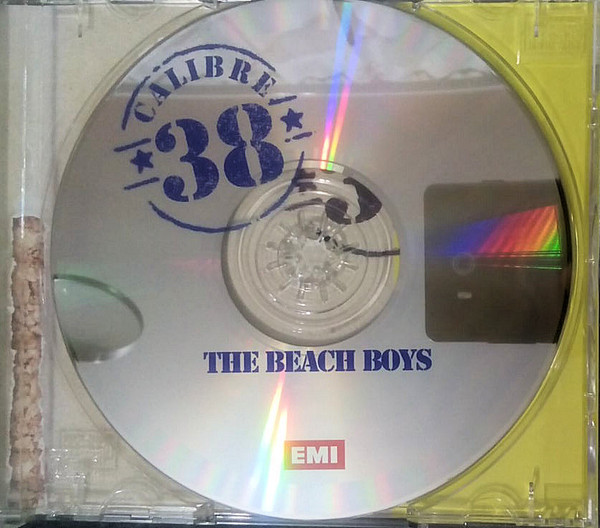 CALIBRE
38
THE BEACH BOYS
EMI